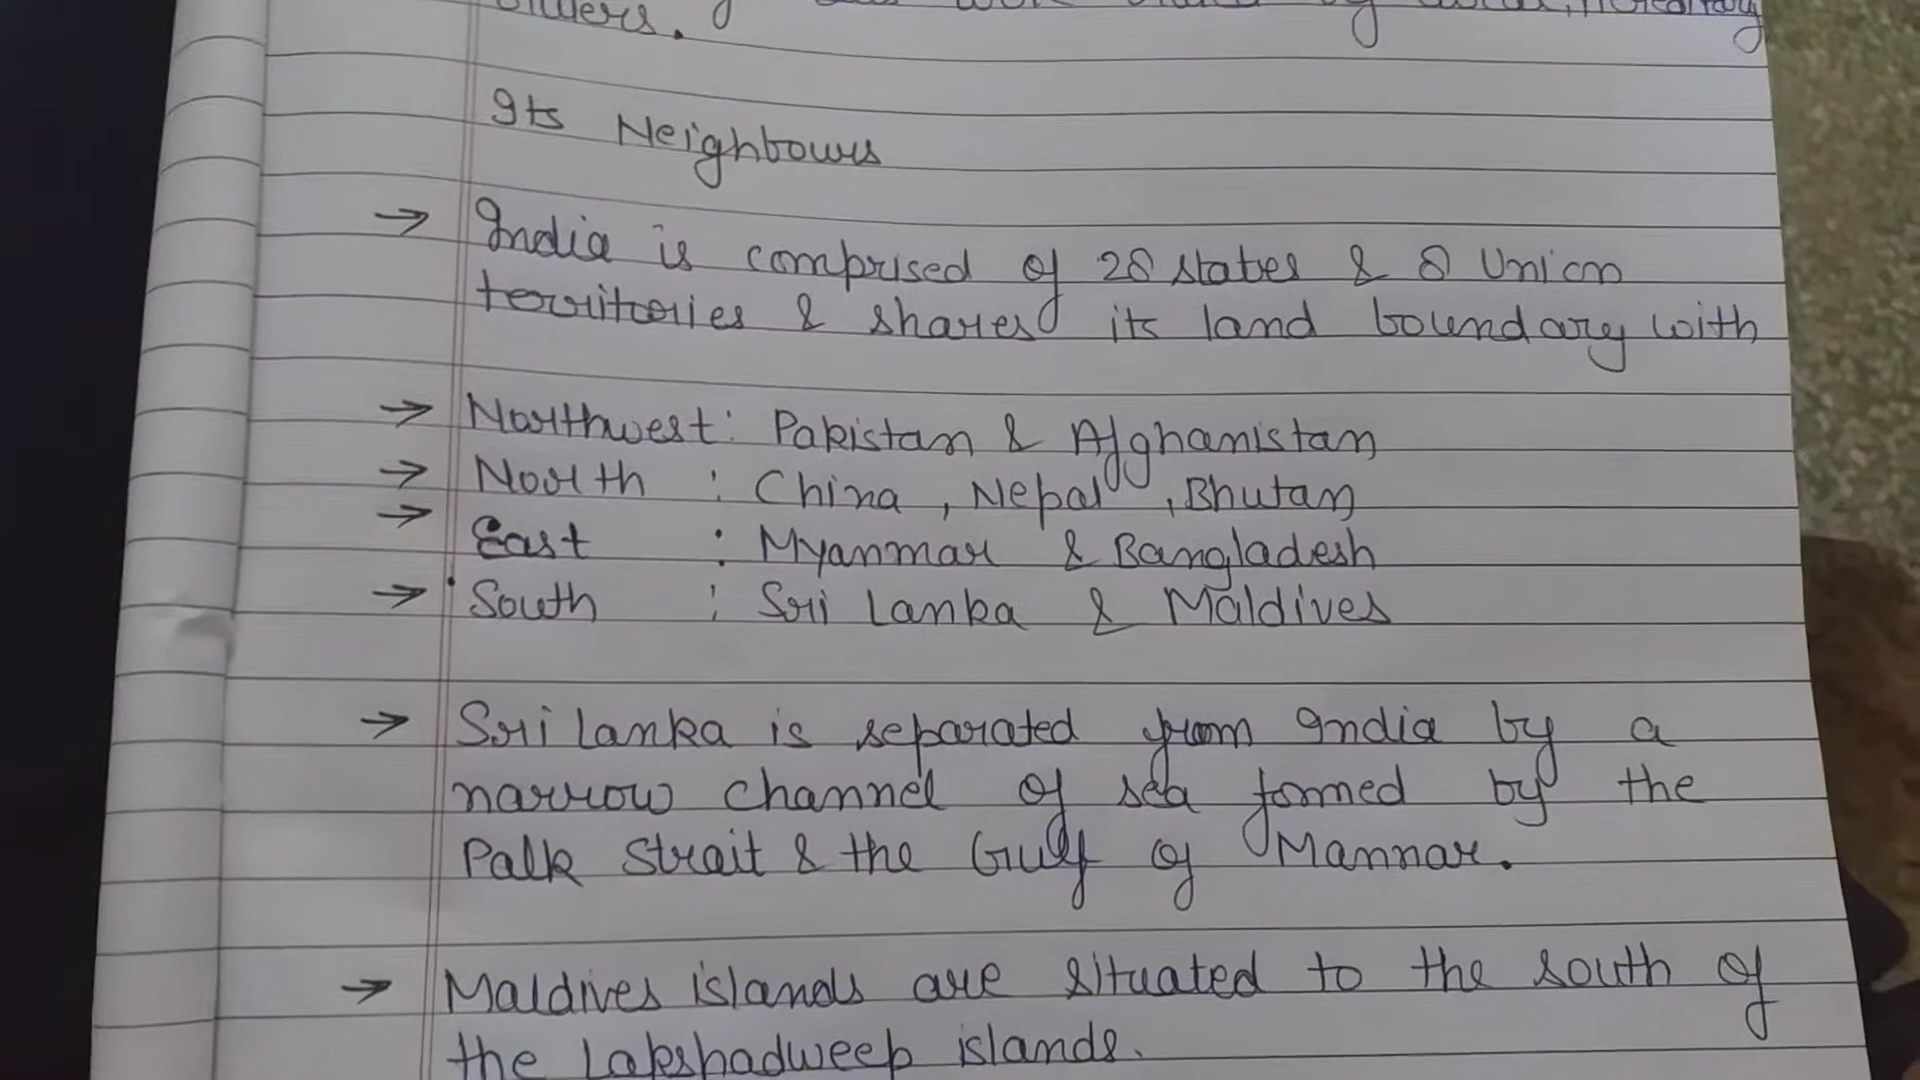 Its Neighbours
→ India is comprised of 28 states & 8 Union
territories & shares its land boundary with
→ Northwest: Pakistan & Afghanistan
→ North : China, Nepal, Bhutan
→ East : Myanmar & Bangladesh
→ South : Sri Lanka & Maldives
→ Sri Lanka is separated from India by a
narrow channel of sea formed by the
Palk Strait & the Gulf of Mannar.
→ Maldives islands are situated to the south of
the Lakshadweep islands.